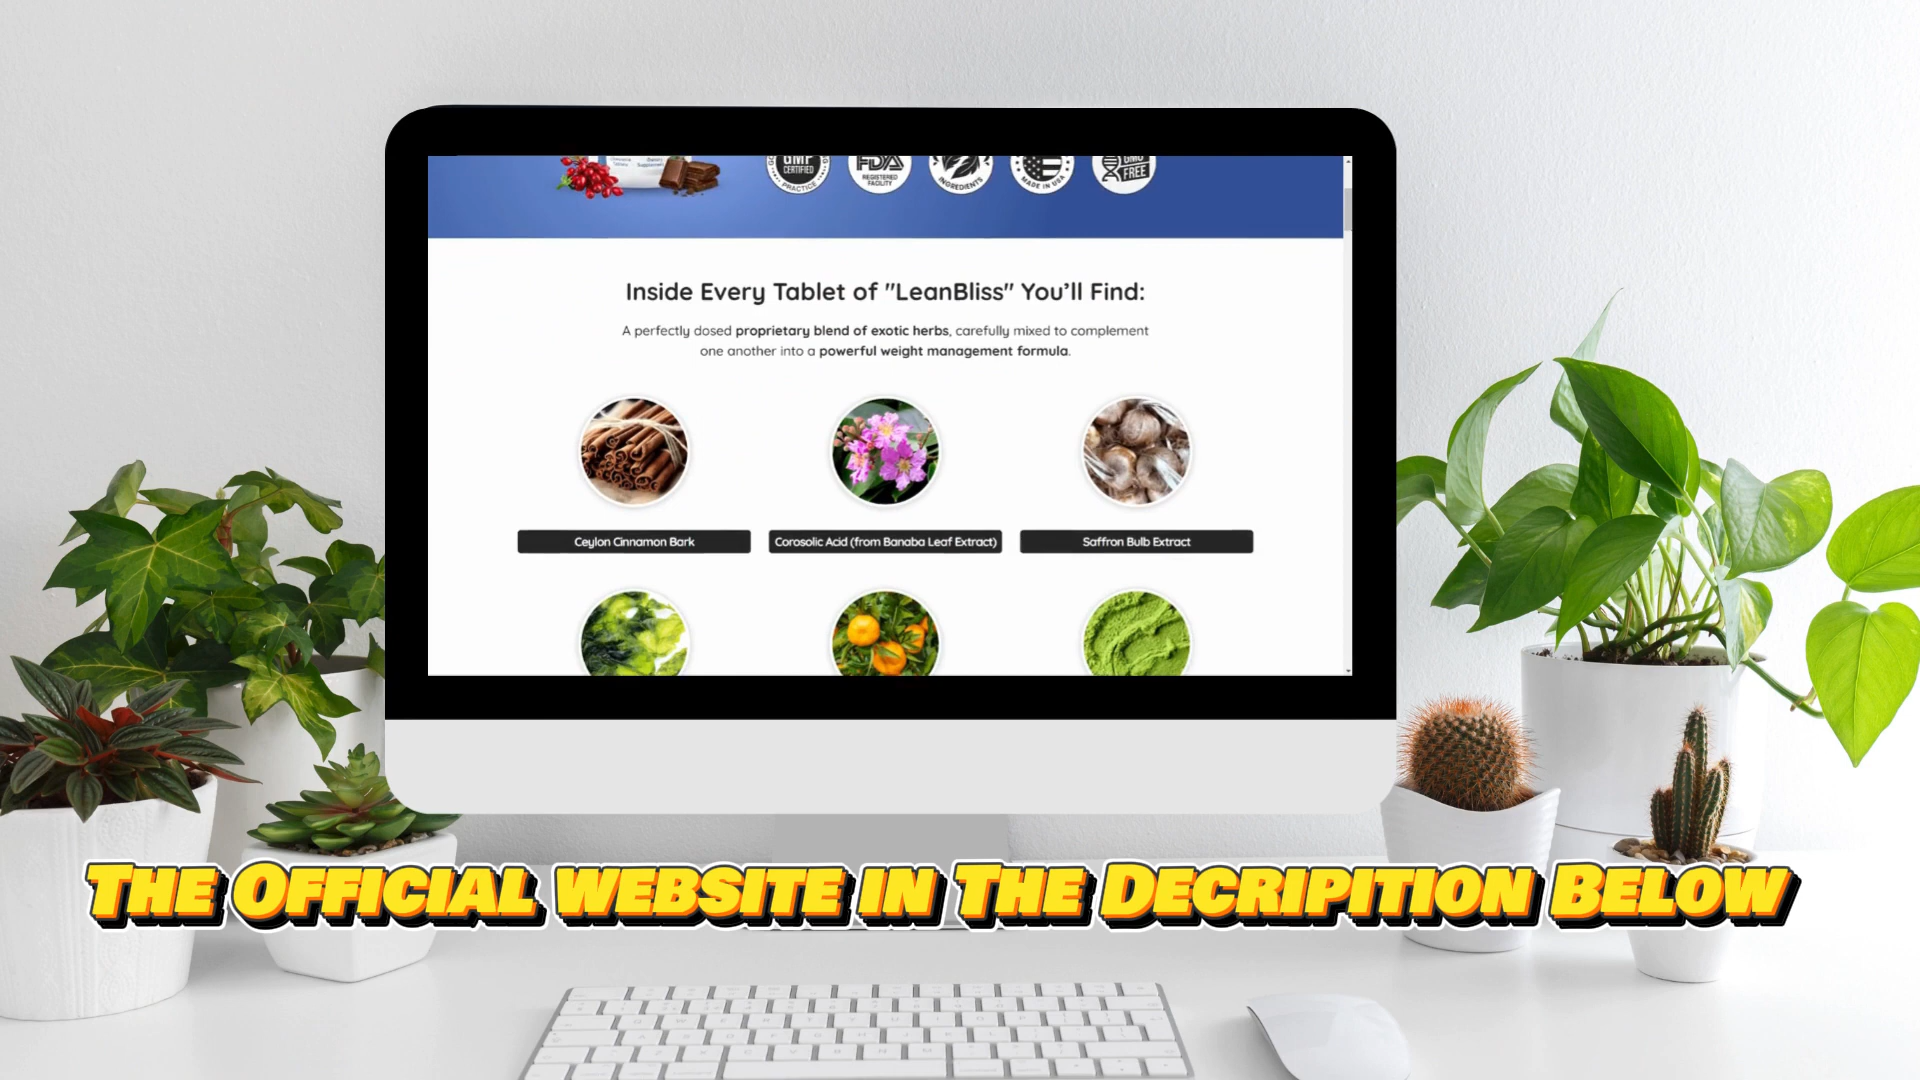 GMP
CERTIFIED
PRACTICE
FDA
REGISTERED
FACILITY
INGREDIENTS
MADE IN USA
GMO
FREE
Inside Every Tablet of "LeanBliss" You'll Find:
A perfectly dosed proprietary blend of exotic herbs, carefully mixed to complement
one another into a powerful weight management formula.
Ceylon Cinnamon Bark
Corosolic Acid (from Banaba Leaf Extract)
Saffron Bulb Extract
The Official website in The Decripition Below